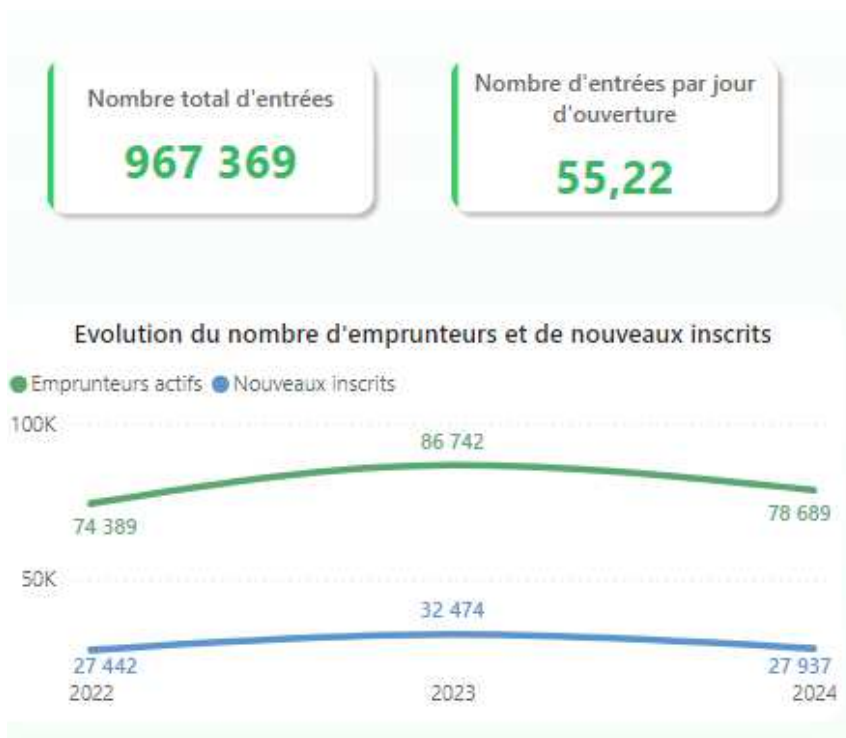 Nombre total d'entrées
967 369
Nombre d'entrées par jour
d'ouverture
55,22
Evolution du nombre d'emprunteurs et de nouveaux inscrits
Emprunteurs actifs Nouveaux inscrits
100K
86 742
74 389
78 689
50K
32 474
27 442
27 937
2022 2023 2024